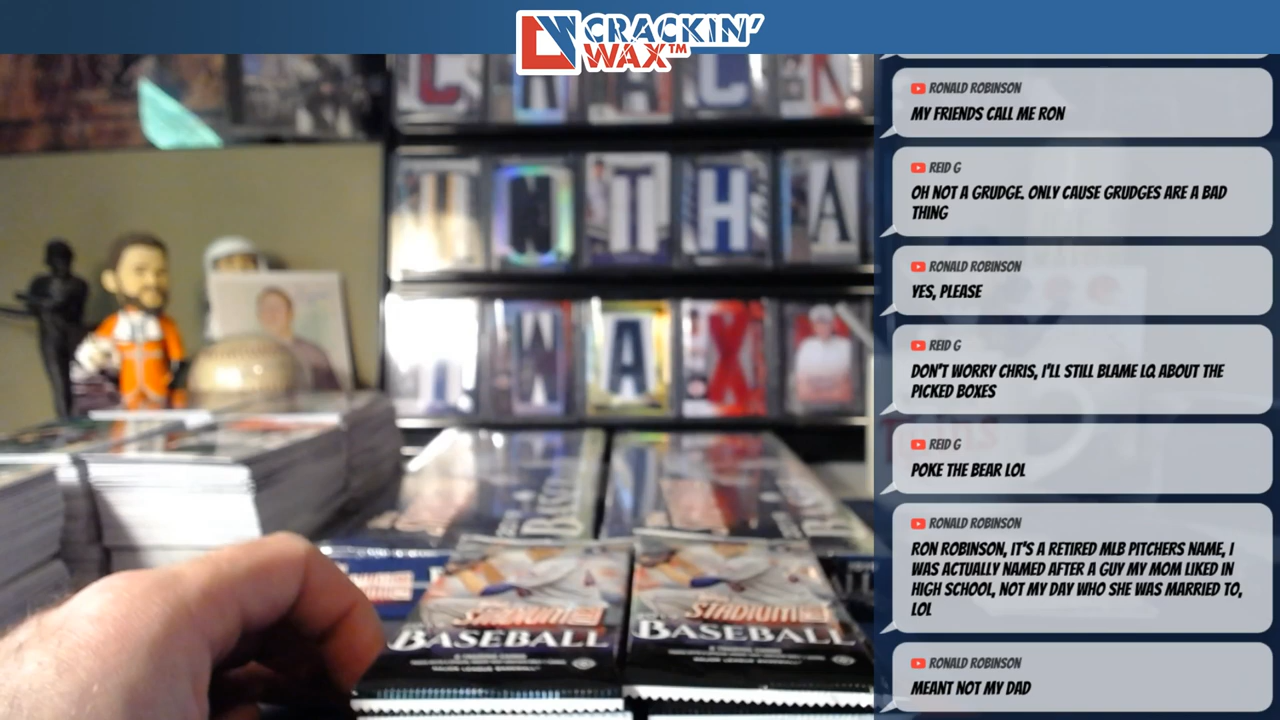 CRACKIN'
WAX™
C R A C K
I N T H A
W A X
STADIUM
BASEBALL
STADIUM
BASEBALL
RONALD ROBINSON
MY FRIENDS CALL ME RON
REID G
OH NOT A GRUDGE. ONLY CAUSE GRUDGES ARE A BAD
THING
RONALD ROBINSON
YES, PLEASE
REID G
DON'T WORRY CHRIS, I'LL STILL BLAME LQ ABOUT THE
PICKED BOXES
REID G
POKE THE BEAR LOL
RONALD ROBINSON
RON ROBINSON, IT'S A RETIRED MLB PITCHERS NAME, I
WAS ACTUALLY NAMED AFTER A GUY MY MOM LIKED IN
HIGH SCHOOL, NOT MY DAY WHO SHE WAS MARRIED TO,
LOL
RONALD ROBINSON
MEANT NOT MY DAD